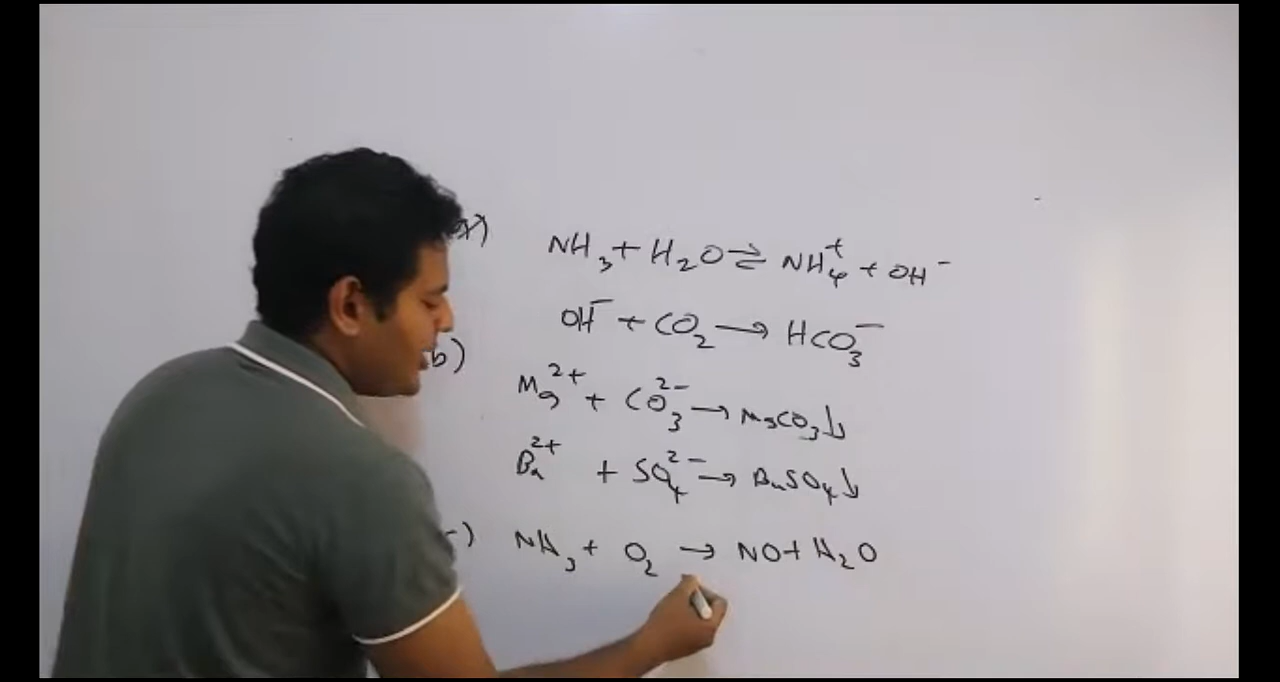 a) NH₃ + H₂O ⇌ NH₄⁺ + OH⁻
OH⁻ + CO₂ → HCO₃⁻
b)
Mg²⁺ + CO₃²⁻ → MgCO₃↓
Ba²⁺ + SO₄²⁻ → BaSO₄↓
) NH₃ + O₂ → NO + H₂O